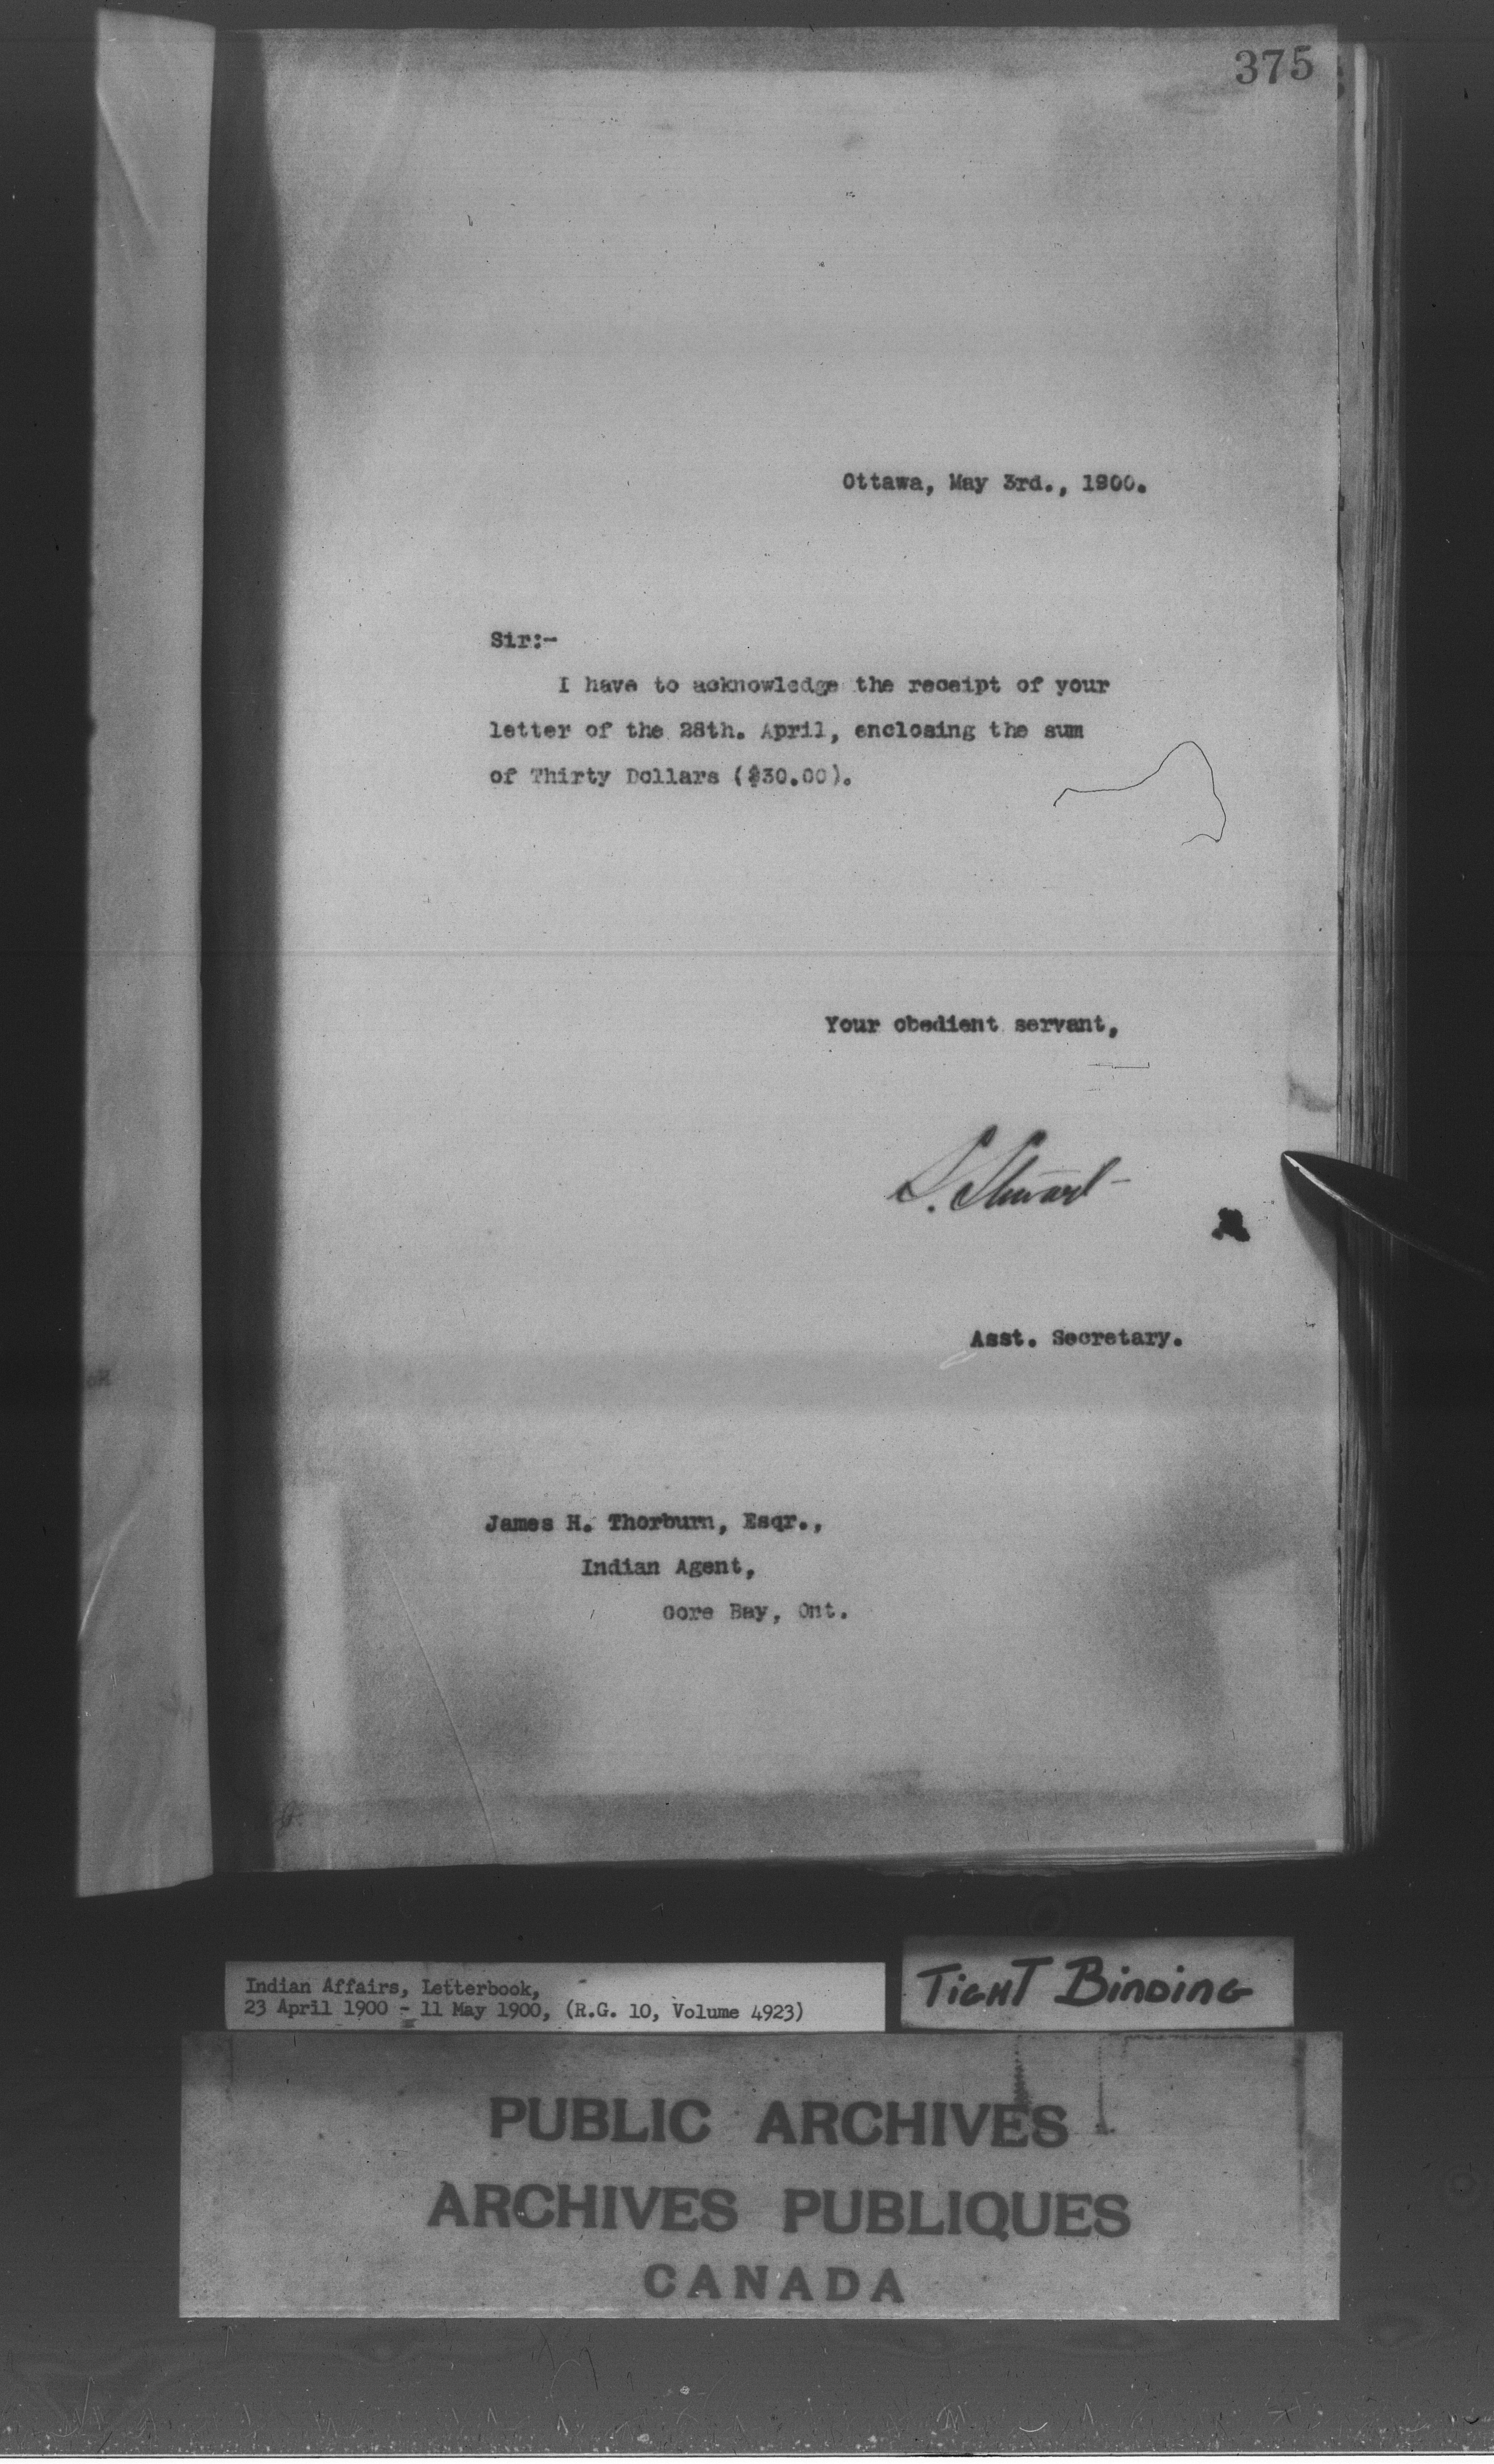 375
Ottawa, May 3rd., 1900.
Sir:-
I have to acknowledge the receipt of your
letter of the 28th. April, enclosing the sum
of Thirty Dollars ($30.00).
Your obedient servant,
S. Stewart
Asst. Secretary.
James H. Thorburn, Esqr.,
Indian Agent,
Gore Bay, Ont.
Indian Affairs, Letterbook,
23 April 1900 - 11 May 1900, (R.G. 10, Volume 4923)
TIGHT BINDING
PUBLIC ARCHIVES
ARCHIVES PUBLIQUES
CANADA